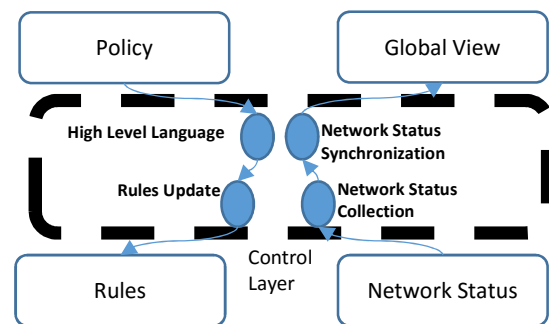 Policy
Global View
High Level Language
Network Status
Synchronization
Rules Update
Network Status
Collection
Control
Layer
Rules
Network Status